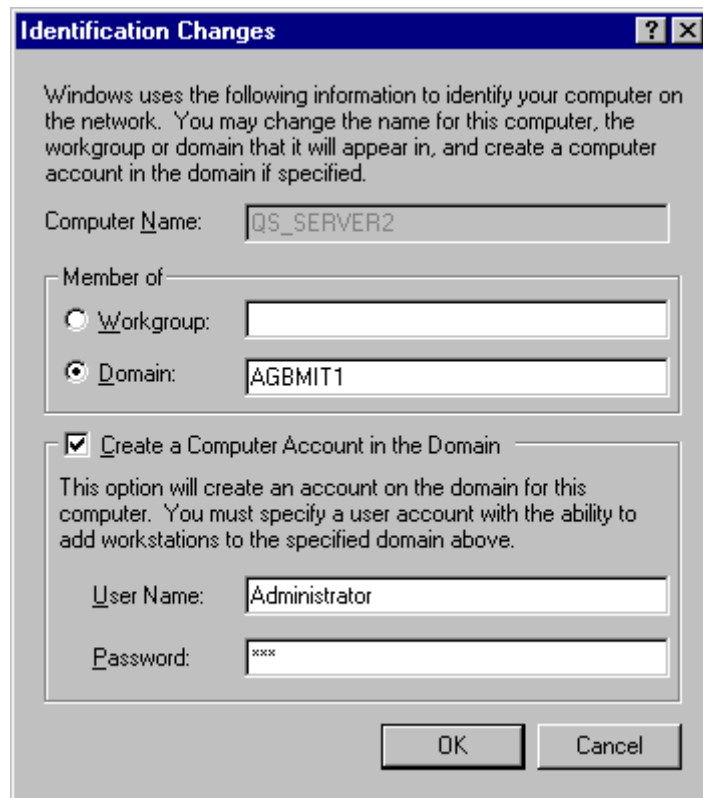 Identification Changes
Windows uses the following information to identify your computer on
the network.  You may change the name for this computer, the
workgroup or domain that it will appear in, and create a computer
account in the domain if specified.
Computer Name: QS_SERVER2
Member of
Workgroup:
Domain: AGBMIT1
Create a Computer Account in the Domain
This option will create an account on the domain for this
computer.  You must specify a user account with the ability to
add workstations to the specified domain above.
User Name: Administrator
Password: ***
OK Cancel